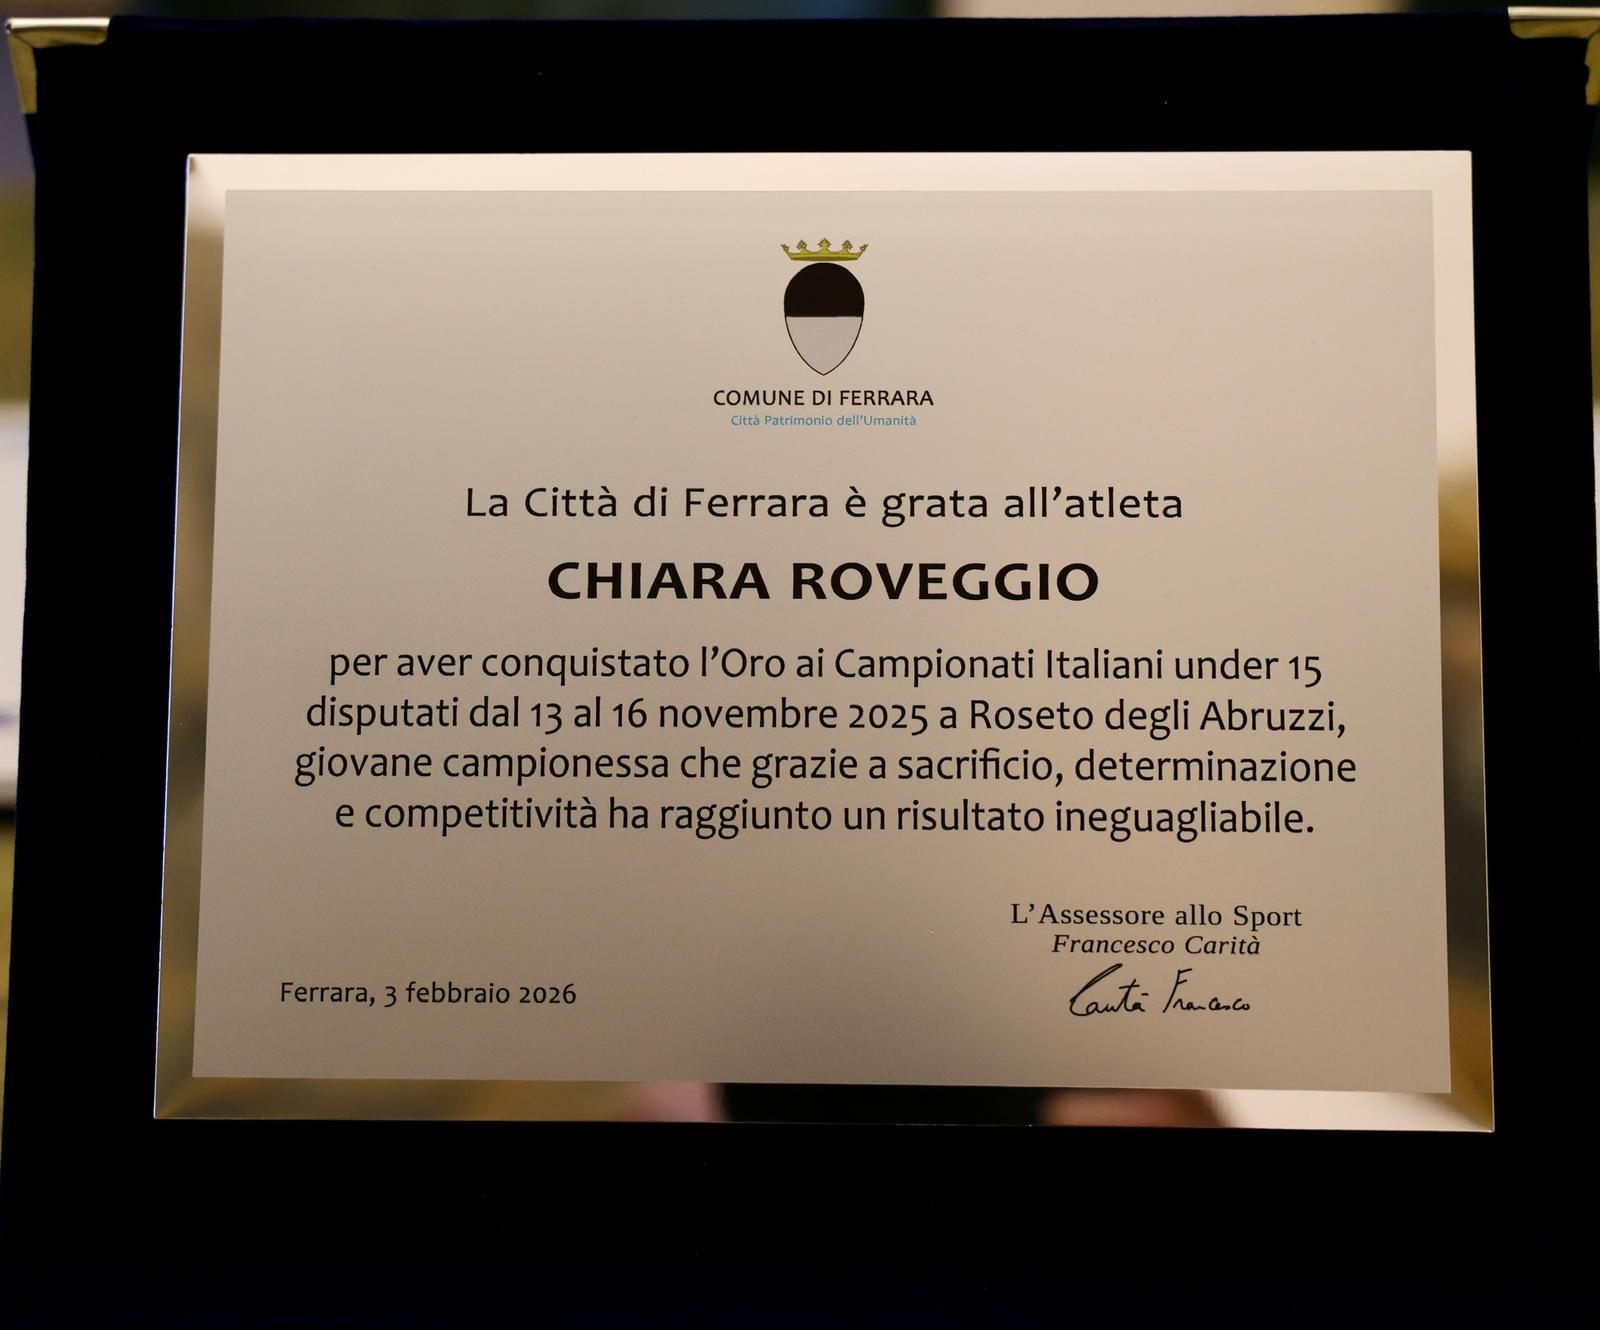 COMUNE DI FERRARA
Città Patrimonio dell'Umanità
La Città di Ferrara è grata all'atleta
CHIARA ROVEGGIO
per aver conquistato l'Oro ai Campionati Italiani under 15
disputati dal 13 al 16 novembre 2025 a Roseto degli Abruzzi,
giovane campionessa che grazie a sacrificio, determinazione
e competitività ha raggiunto un risultato ineguagliabile.
L'Assessore allo Sport
Francesco Carità
Carità Francesco
Ferrara, 3 febbraio 2026